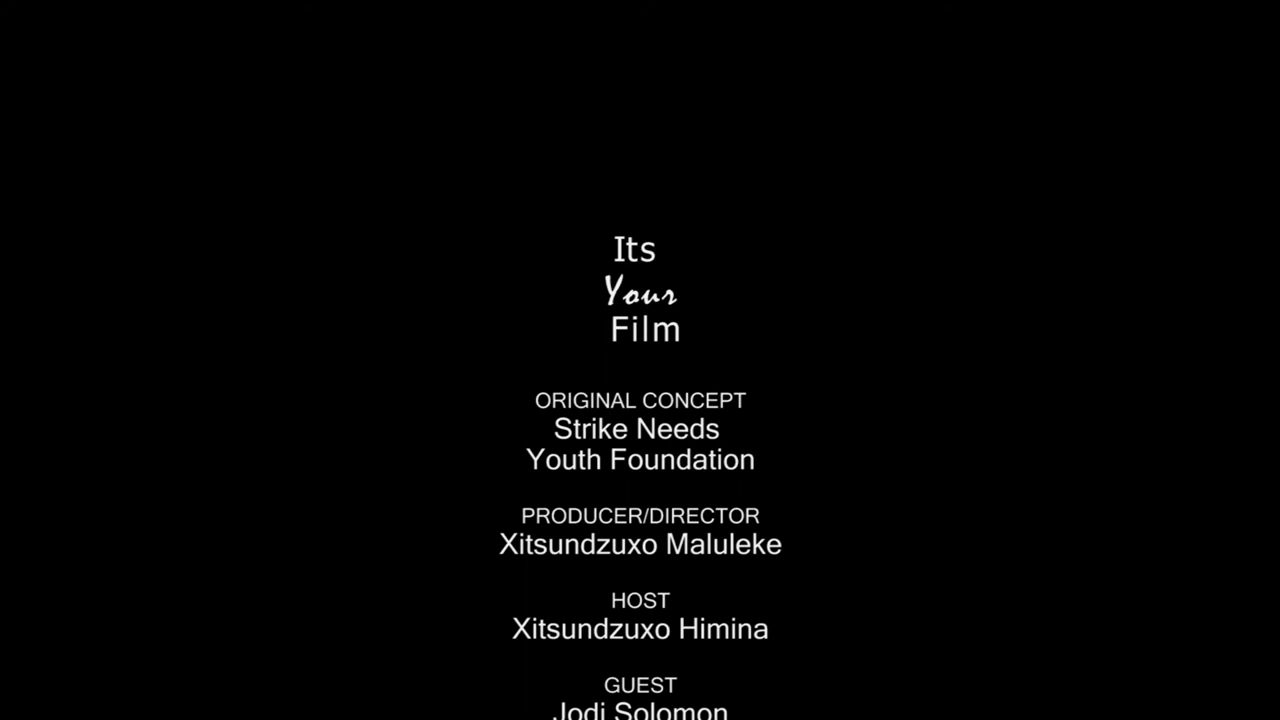 Its
Your
Film
ORIGINAL CONCEPT
Strike Needs
Youth Foundation
PRODUCER/DIRECTOR
Xitsundzuxo Maluleke
HOST
Xitsundzuxo Himina
GUEST
Jodi Solomon